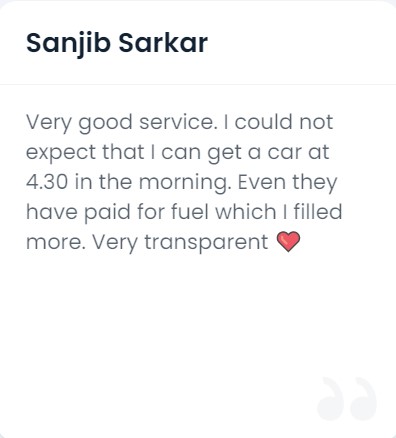 Sanjib Sarkar
Very good service. I could not
expect that I can get a car at
4.30 in the morning. Even they
have paid for fuel which I filled
more. Very transparent ❤️